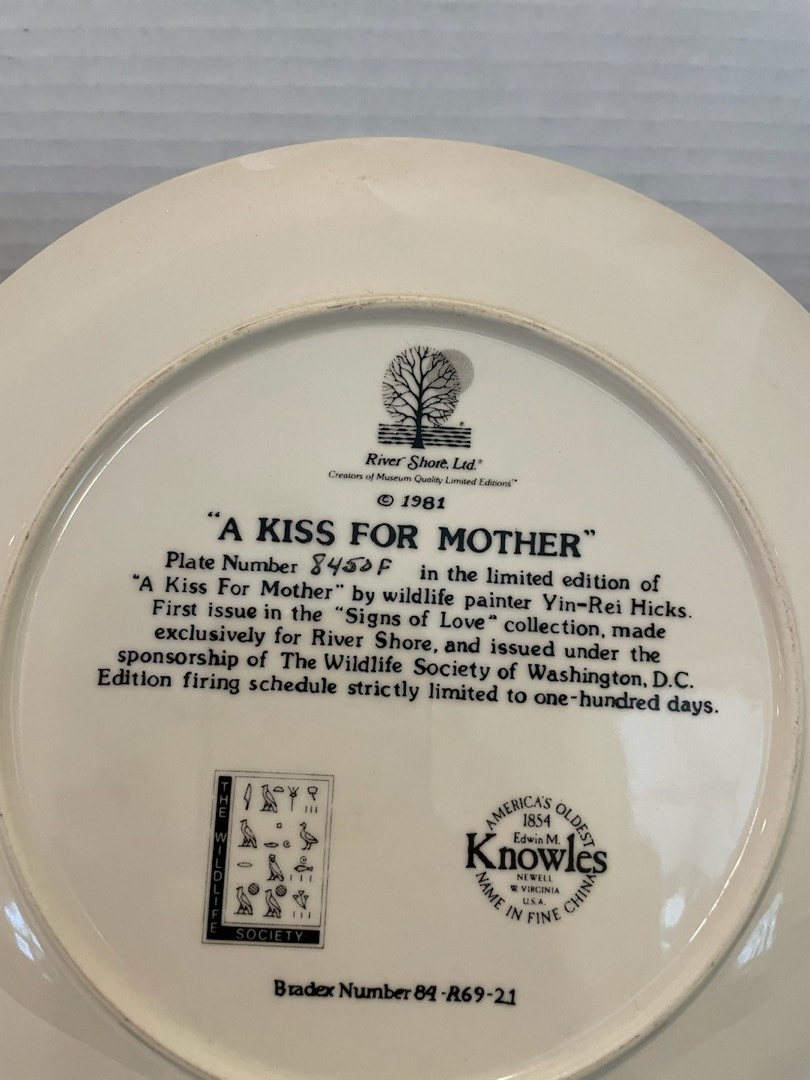 River Shore, Ltd.®
Creators of Museum Quality Limited Editions™
© 1981
“A KISS FOR MOTHER”
Plate Number 8450F in the limited edition of
“A Kiss For Mother” by wildlife painter Yin-Rei Hicks.
First issue in the “Signs of Love” collection, made
exclusively for River Shore, and issued under the
sponsorship of The Wildlife Society of Washington, D.C.
Edition firing schedule strictly limited to one-hundred days.
THE WILDLIFE
SOCIETY
AMERICA'S OLDEST
1854
Edwin M.
Knowles
NEWELL
W. VIRGINIA
U.S.A.
NAME IN FINE CHINA
Bradex Number 84-R69-2.1